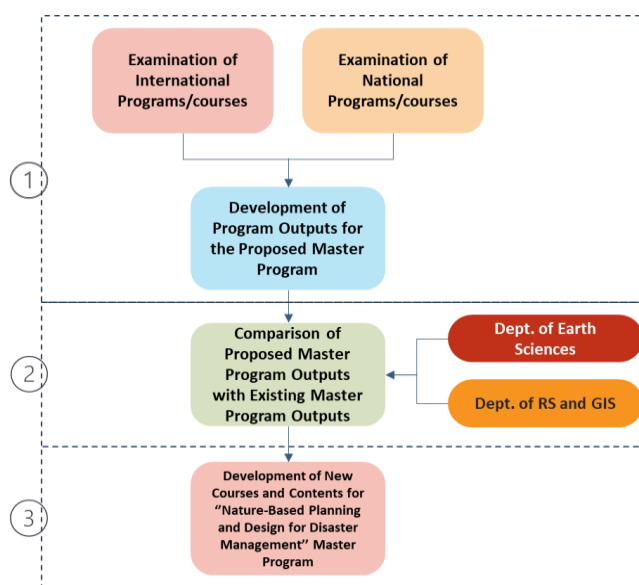 Examination of
International
Programs/courses
Examination of
National
Programs/courses
1
Development of
Program Outputs for
the Proposed Master
Program
2
Comparison of
Proposed Master
Program Outputs
with Existing Master
Program Outputs
Dept. of Earth
Sciences
Dept. of RS and GIS
3
Development of New
Courses and Contents for
“Nature-Based Planning
and Design for Disaster
Management” Master
Program